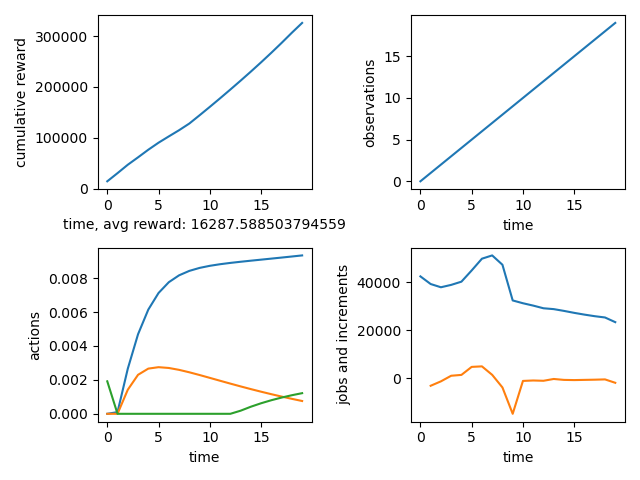 cumulative reward
300000
200000
100000
0
0 5 10 15
time, avg reward: 16287.588503794559
observations
15
10
5
0
0 5 10 15
time
actions
0.008
0.006
0.004
0.002
0.000
0 5 10 15
time
jobs and increments
40000
20000
0
0 5 10 15
time